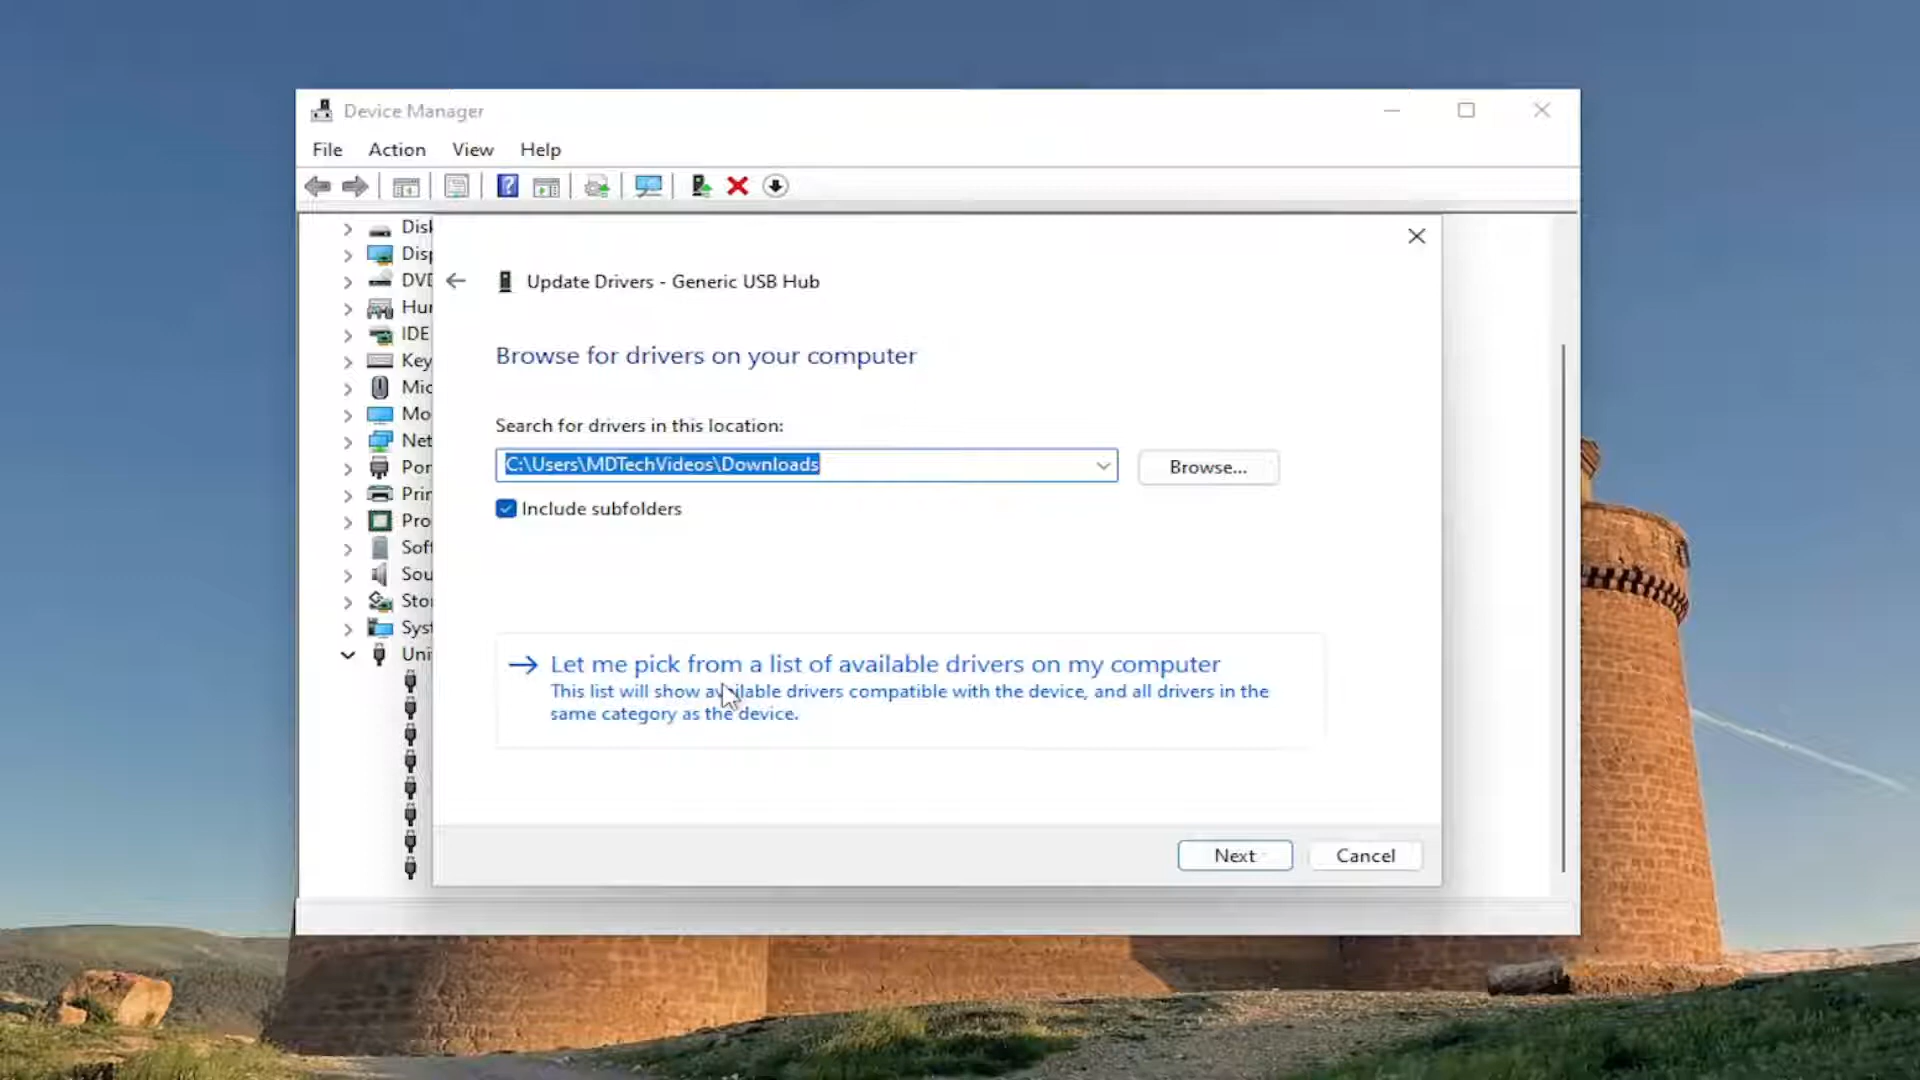 Device Manager
File Action View Help
Disk
Disp
DVD
Hur
IDE
Key
Mic
Mo
Net
Por
Prin
Pro
Soft
Sou
Stor
Syst
Uni
Update Drivers - Generic USB Hub
Browse for drivers on your computer
Search for drivers in this location:
C:\Users\MDTechVideos\Downloads
Browse...
Include subfolders
Let me pick from a list of available drivers on my computer
This list will show available drivers compatible with the device, and all drivers in the
same category as the device.
Next Cancel